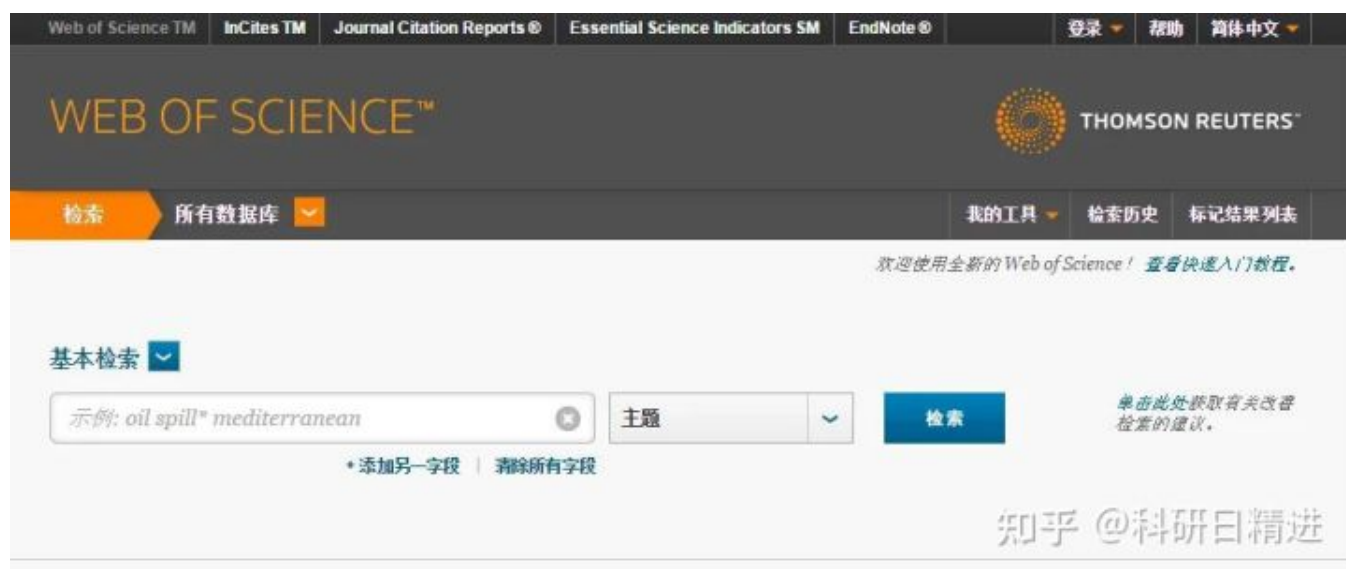 Web of Science TM InCites TM Journal Citation Reports ® Essential Science Indicators SM EndNote ® 登录 帮助 简体中文
WEB OF SCIENCE™ THOMSON REUTERS™
检索 所有数据库 我的工具 检索历史 标记结果列表
欢迎使用全新的 Web of Science！ 查看快速入门教程。
基本检索
示例: oil spill* mediterranean 主题 检索 单击此处获取有关改善
检索的建议。
+ 添加另一字段 | 清除所有字段
知乎 @科研日精进